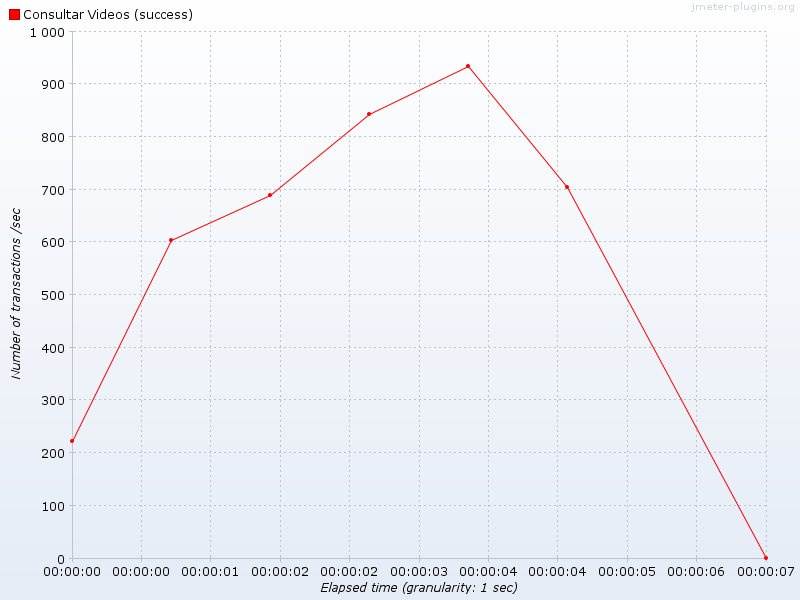 jmeter-plugins.org
Consultar Videos (success)
1 000
900
800
700
600
500
400
300
200
100
0
Number of transactions /sec
00:00:00 00:00:00 00:00:01 00:00:02 00:00:02 00:00:03 00:00:04 00:00:04 00:00:05 00:00:06 00:00:07
Elapsed time (granularity: 1 sec)